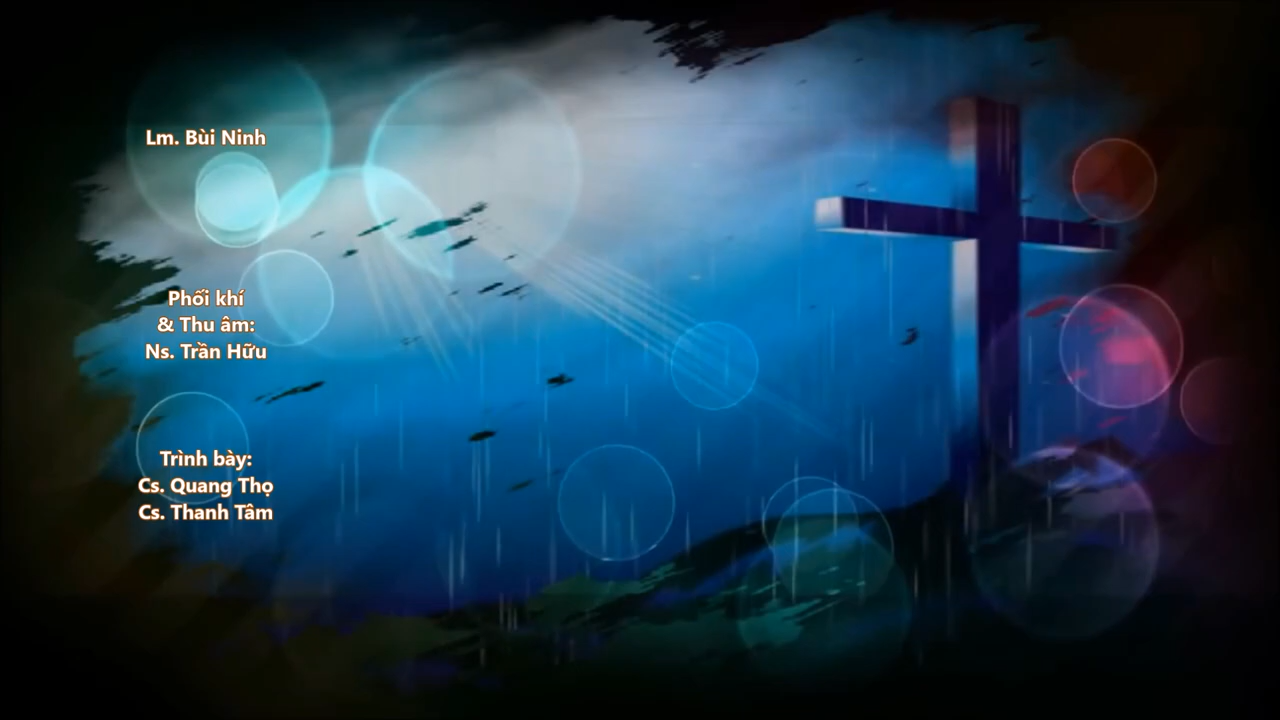 Lm. Bùi Ninh
Phối khí
& Thu âm:
Ns. Trần Hữu
Trình bày:
Cs. Quang Thọ
Cs. Thanh Tâm